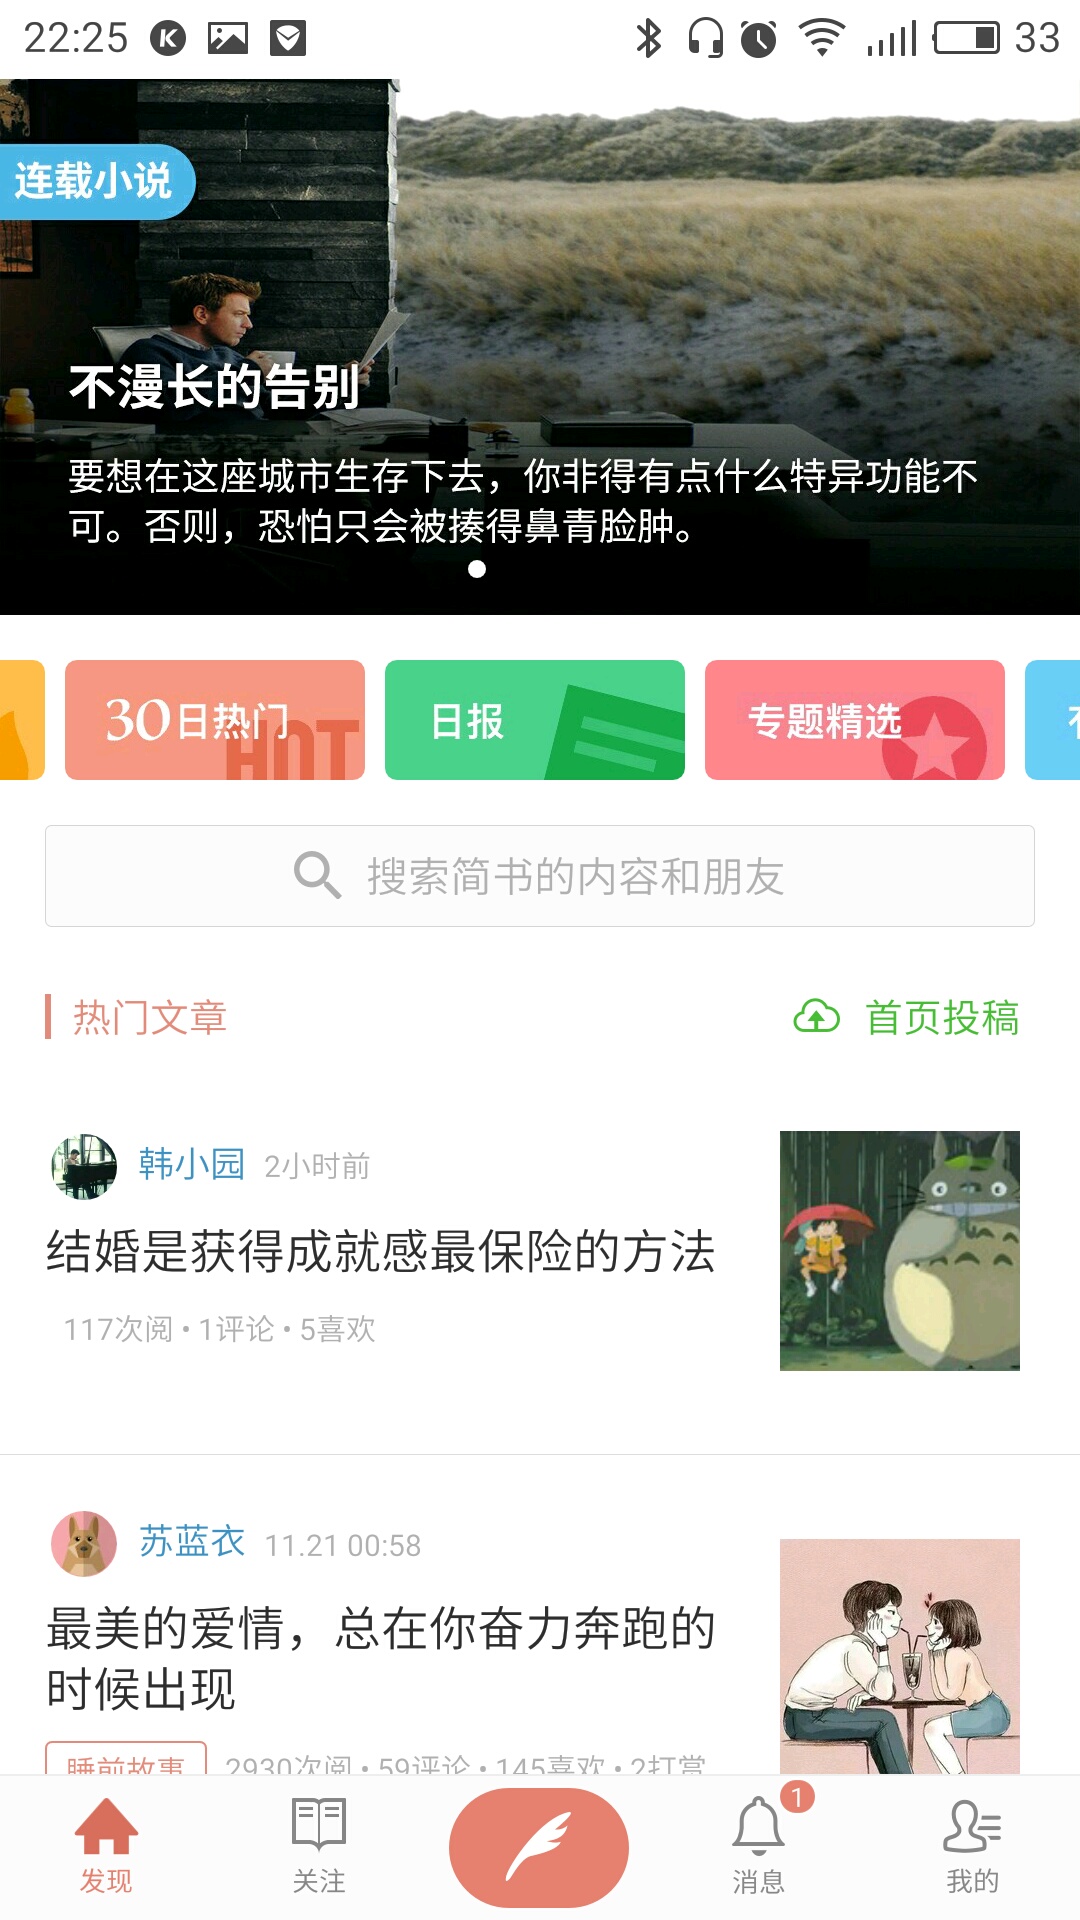 22:25
33
连载小说
不漫长的告别
要想在这座城市生存下去，你非得有点什么特异功能不
可。否则，恐怕只会被揍得鼻青脸肿。
30日热门
HOT
日报
专题精选
搜索简书的内容和朋友
热门文章
首页投稿
韩小园 2小时前
结婚是获得成就感最保险的方法
117次阅 • 1评论 • 5喜欢
苏蓝衣 11.21 00:58
最美的爱情，总在你奋力奔跑的
时候出现
睡前故事 2930次阅 • 59评论 • 145喜欢 • 2打赏
发现
关注
1
消息
我的